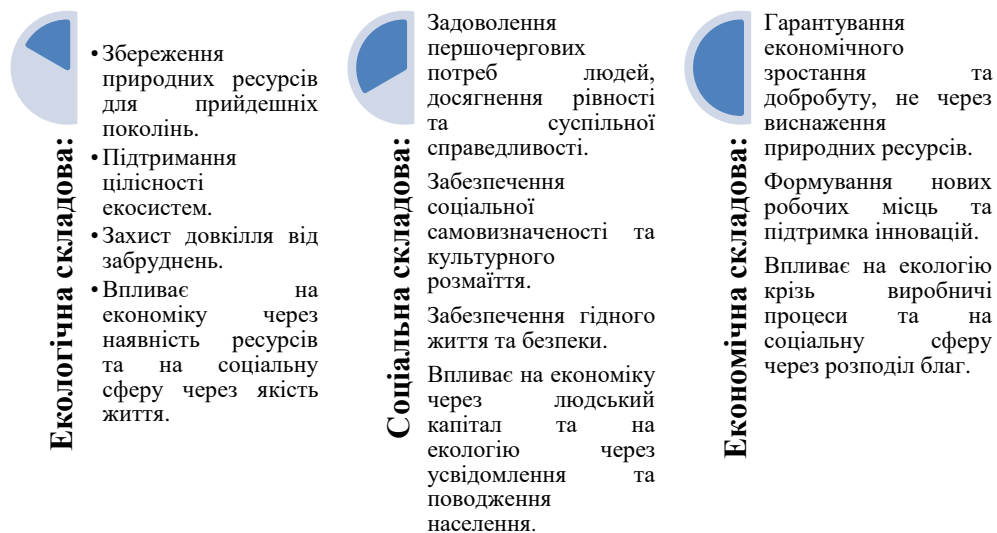 Екологічна складова:
• Збереження
природних ресурсів
для прийдешніх
поколінь.
• Підтримання
цілісності
екосистем.
• Захист довкілля від
забруднень.
• Впливає на
економіку через
наявність ресурсів
та на соціальну
сферу через якість
життя.
Соціальна складова:
Задоволення
першочергових
потреб людей,
досягнення рівності
та суспільної
справедливості.
Забезпечення
соціальної
самовизначеності та
культурного
розмаїття.
Забезпечення гідного
життя та безпеки.
Впливає на економіку
через людський
капітал та на
екологію через
усвідомлення та
поводження
населення.
Економічна складова:
Гарантування
економічного
зростання та
добробуту, не через
виснаження
природних ресурсів.
Формування нових
робочих місць та
підтримка інновацій.
Впливає на екологію
крізь виробничі
процеси та на
соціальну сферу
через розподіл благ.